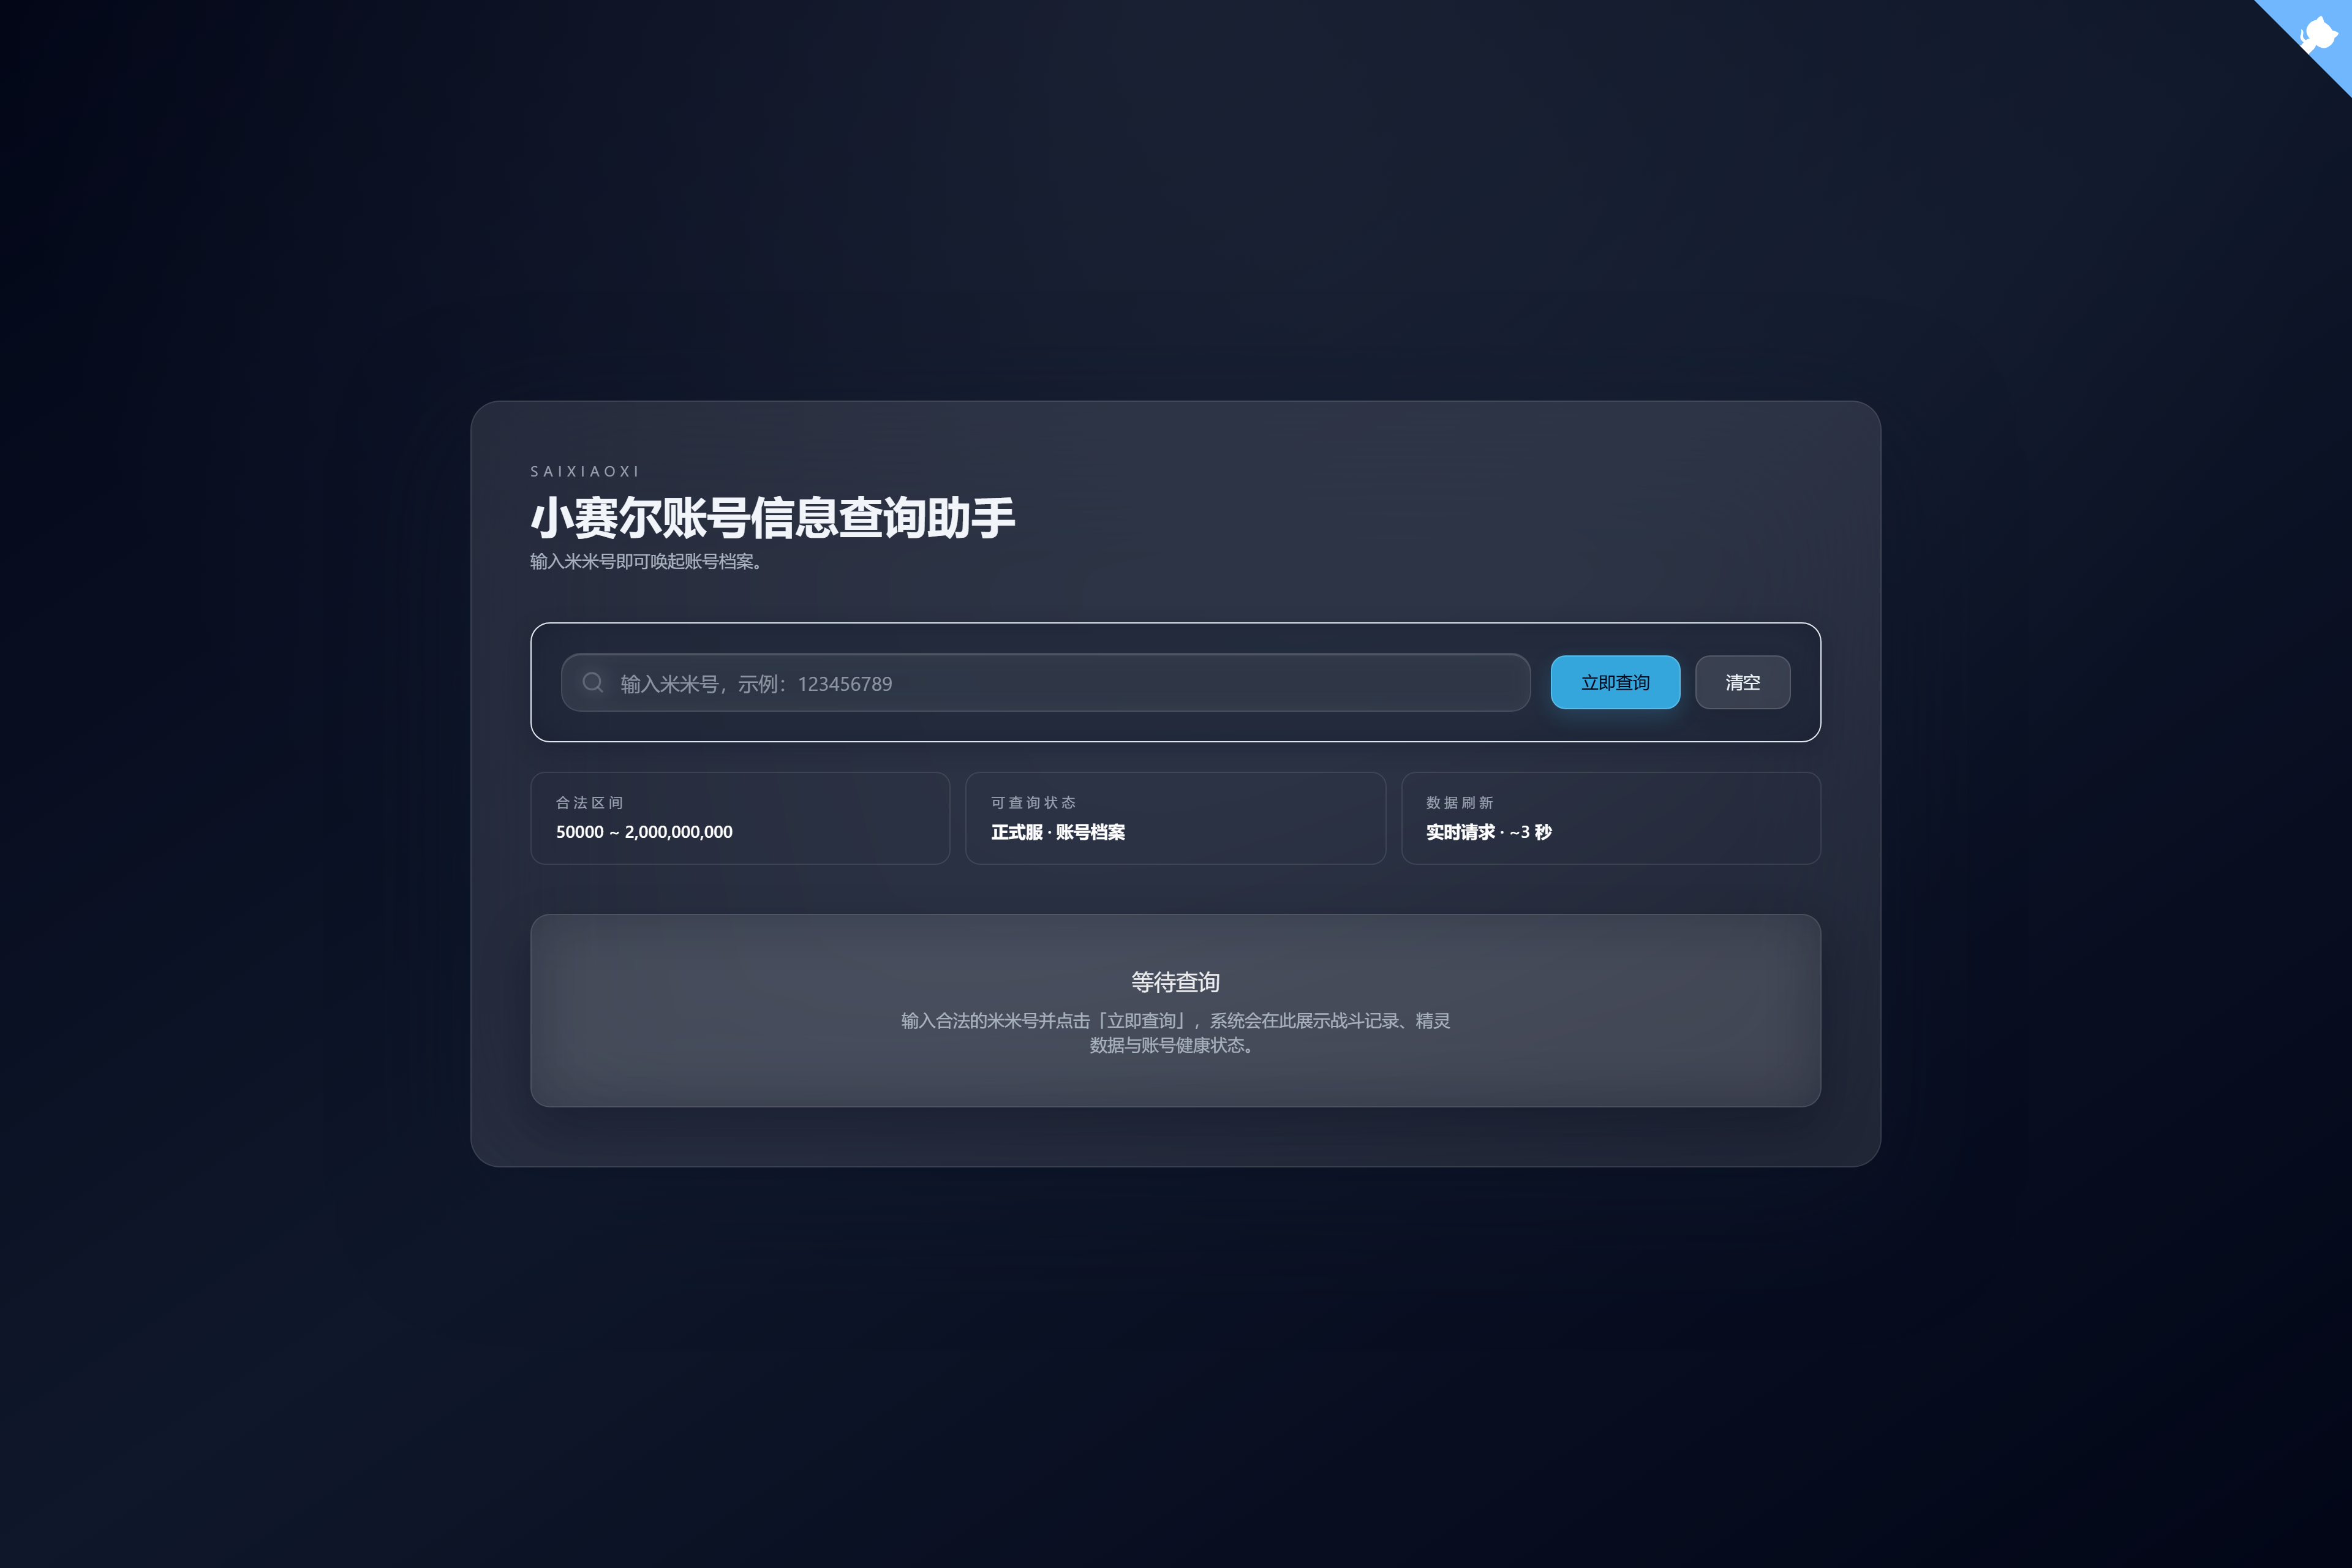 SAIXIAOXI
小赛尔账号信息查询助手
输入米米号即可唤起账号档案。
输入米米号，示例：123456789
立即查询
清空
合法区间
50000 ~ 2,000,000,000
可查询状态
正式服 · 账号档案
数据刷新
实时请求 · ~3 秒
等待查询
输入合法的米米号并点击「立即查询」，系统会在此展示战斗记录、精灵
数据与账号健康状态。